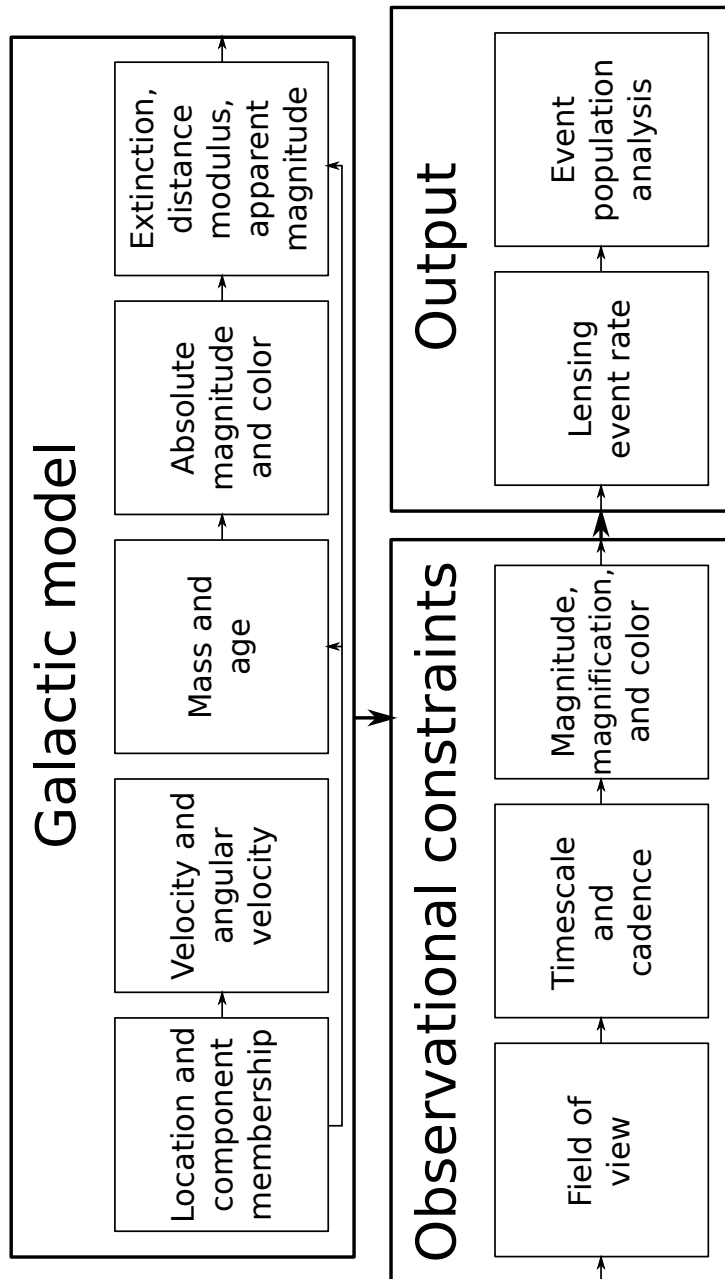 Galactic model
Location and
component
membership
Velocity and
angular
velocity
Mass and
age
Absolute
magnitude
and color
Extinction,
distance
modulus,
apparent
magnitude
Observational constraints
Field of
view
Timescale
and
cadence
Magnitude,
magnification,
and color
Output
Lensing
event rate
Event
population
analysis